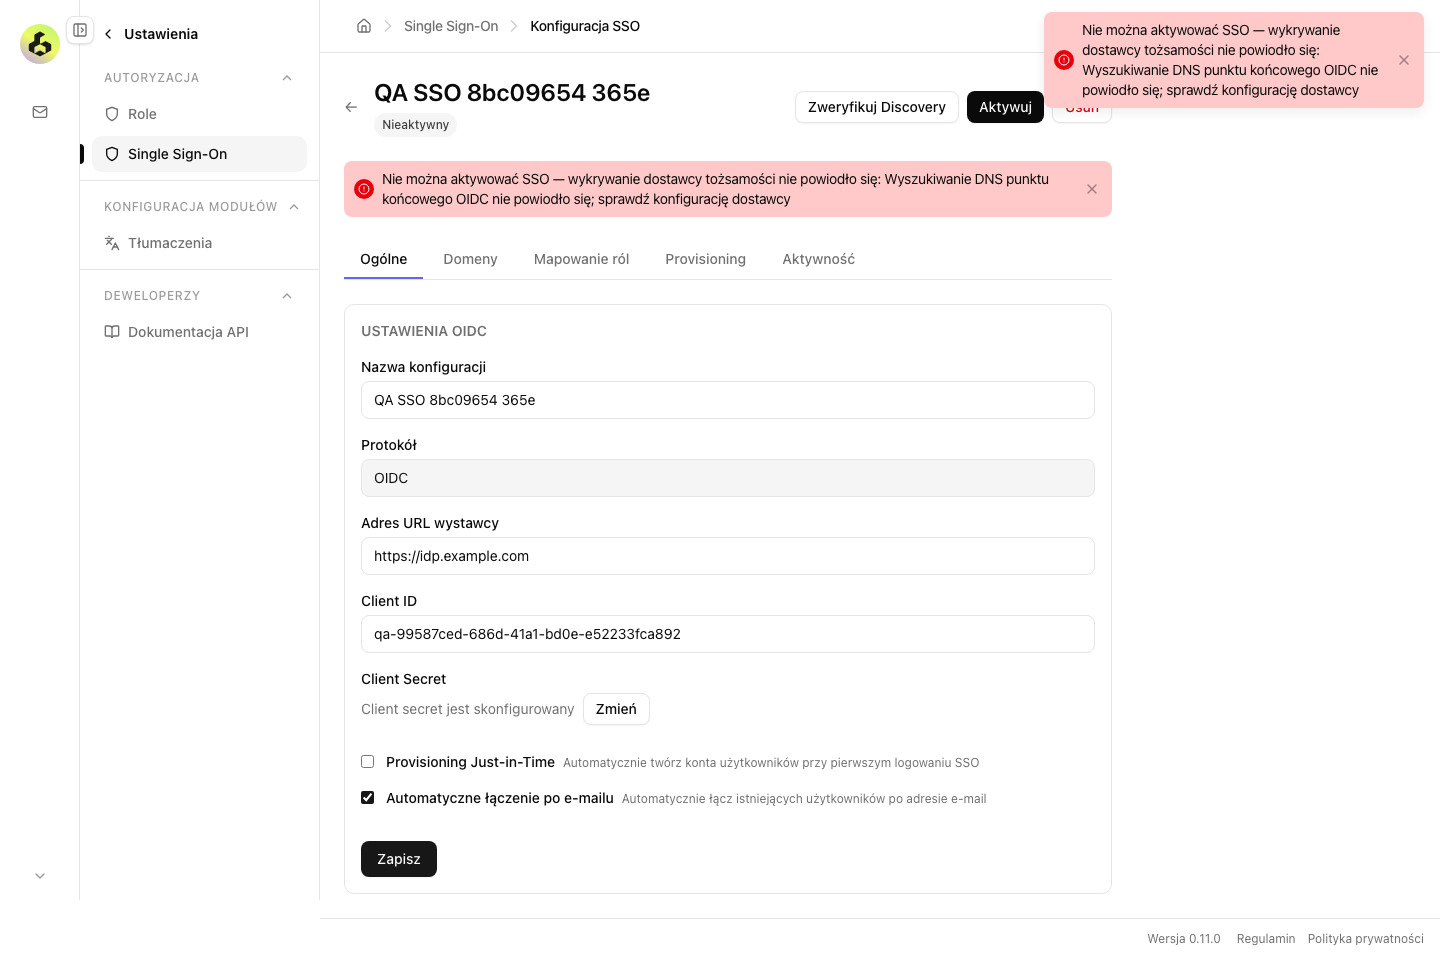 Ustawienia
AUTORYZACJA
Role
Single Sign-On
KONFIGURACJA MODUŁÓW
Tłumaczenia
DEWELOPERZY
Dokumentacja API
Single Sign-On
Konfiguracja SSO
Nie można aktywować SSO — wykrywanie
dostawcy tożsamości nie powiodło się:
Wyszukiwanie DNS punktu końcowego OIDC nie
powiodło się; sprawdź konfigurację dostawcy
QA SSO 8bc09654 365e
Nieaktywny
Zweryfikuj Discovery
Aktywuj
Usuń
Nie można aktywować SSO — wykrywanie dostawcy tożsamości nie powiodło się: Wyszukiwanie DNS punktu
końcowego OIDC nie powiodło się; sprawdź konfigurację dostawcy
Ogólne
Domeny
Mapowanie ról
Provisioning
Aktywność
USTAWIENIA OIDC
Nazwa konfiguracji
QA SSO 8bc09654 365e
Protokół
OIDC
Adres URL wystawcy
https://idp.example.com
Client ID
qa-99587ced-686d-41a1-bd0e-e52233fca892
Client Secret
Client secret jest skonfigurowany
Zmień
Provisioning Just-in-Time Automatycznie twórz konta użytkowników przy pierwszym logowaniu SSO
Automatyczne łączenie po e-mailu Automatycznie łącz istniejących użytkowników po adresie e-mail
Zapisz
Wersja 0.11.0
Regulamin
Polityka prywatności